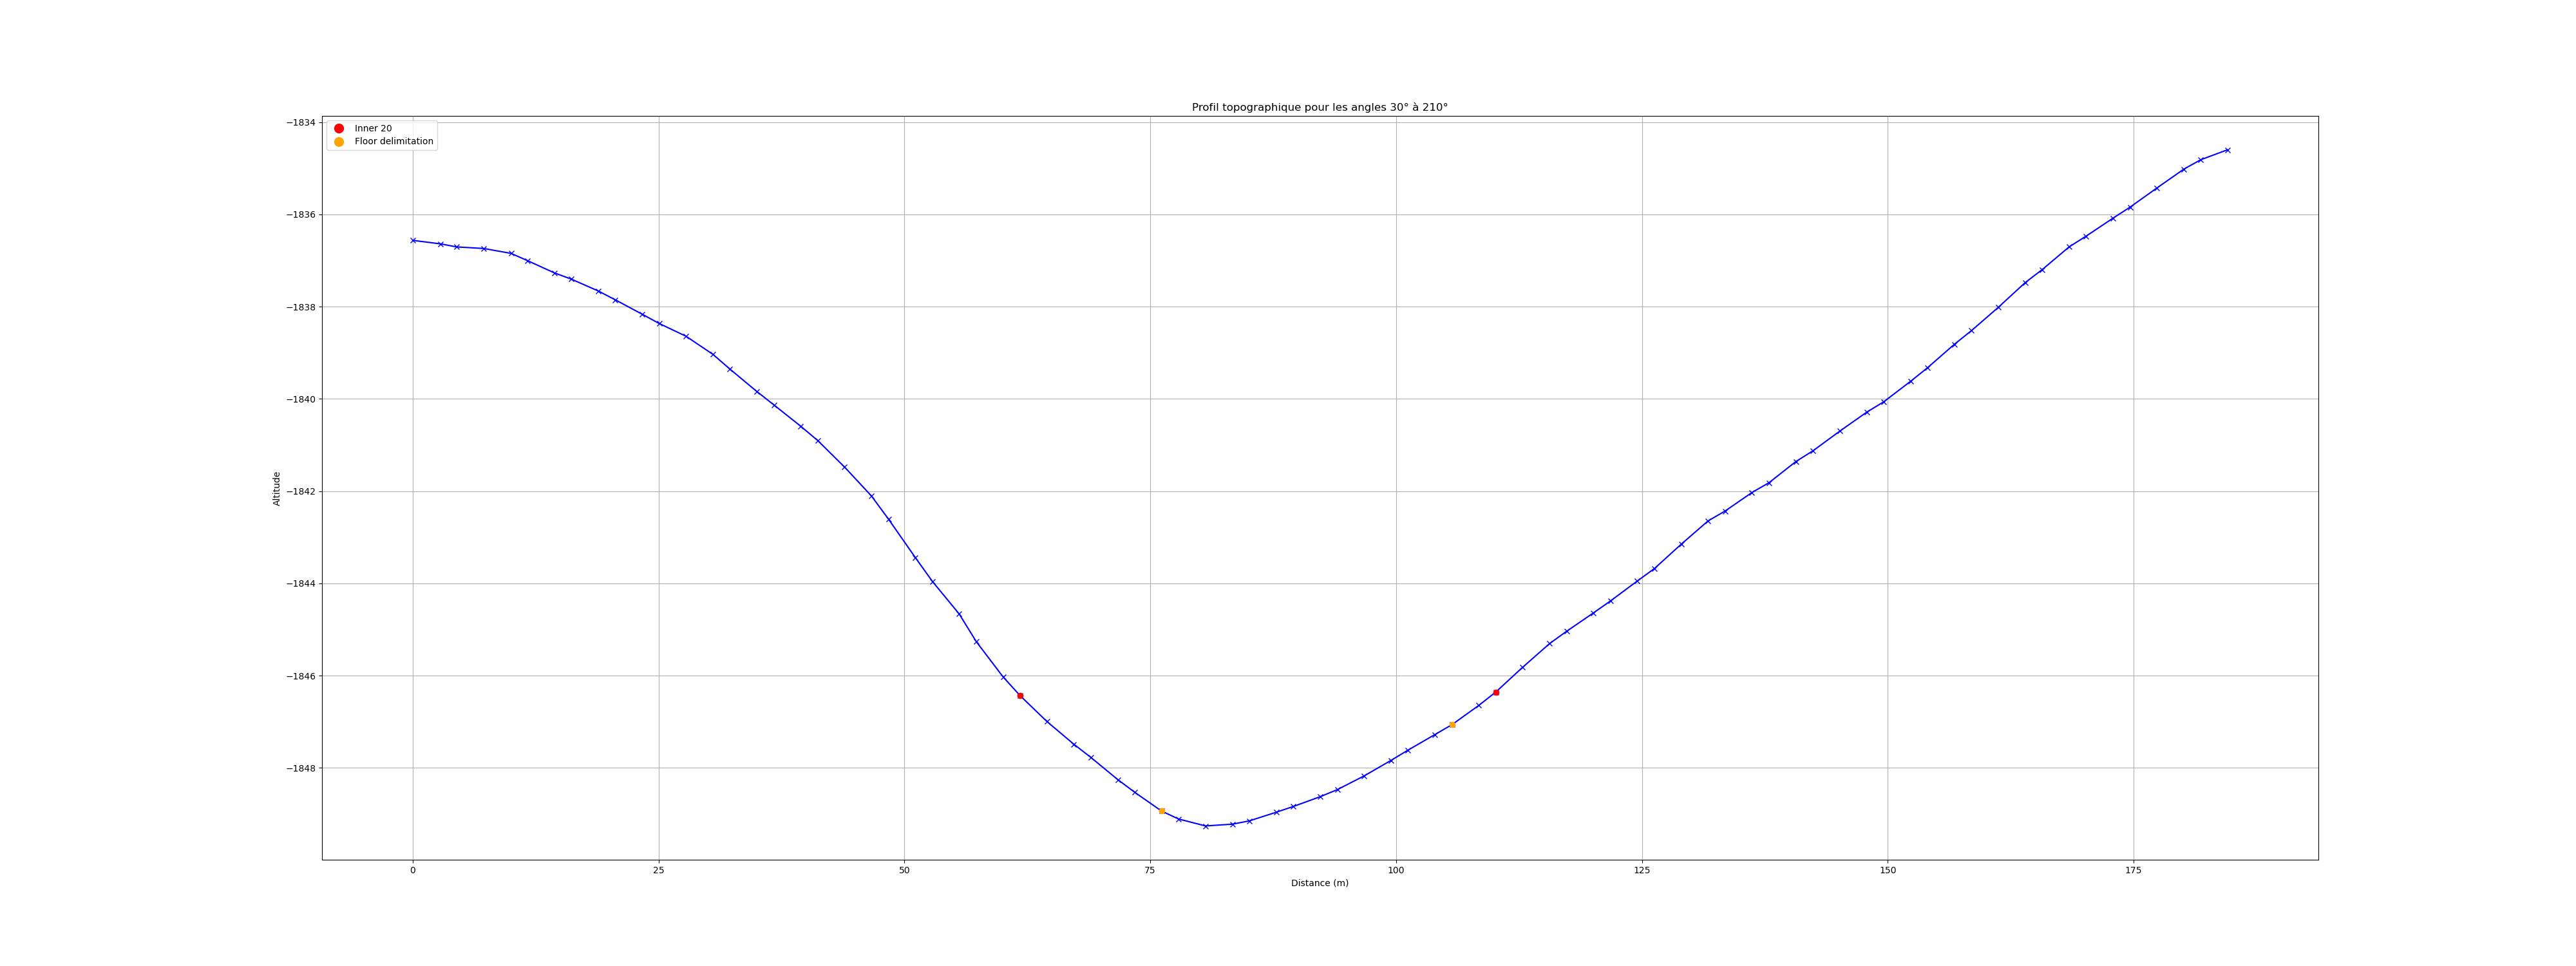 Profil topographique pour les angles 30° à 210°
Inner 20
Floor delimitation
−1834
−1836
−1838
−1840
−1842
−1844
−1846
−1848
Altitude
0 25 50 75 100 125 150 175
Distance (m)